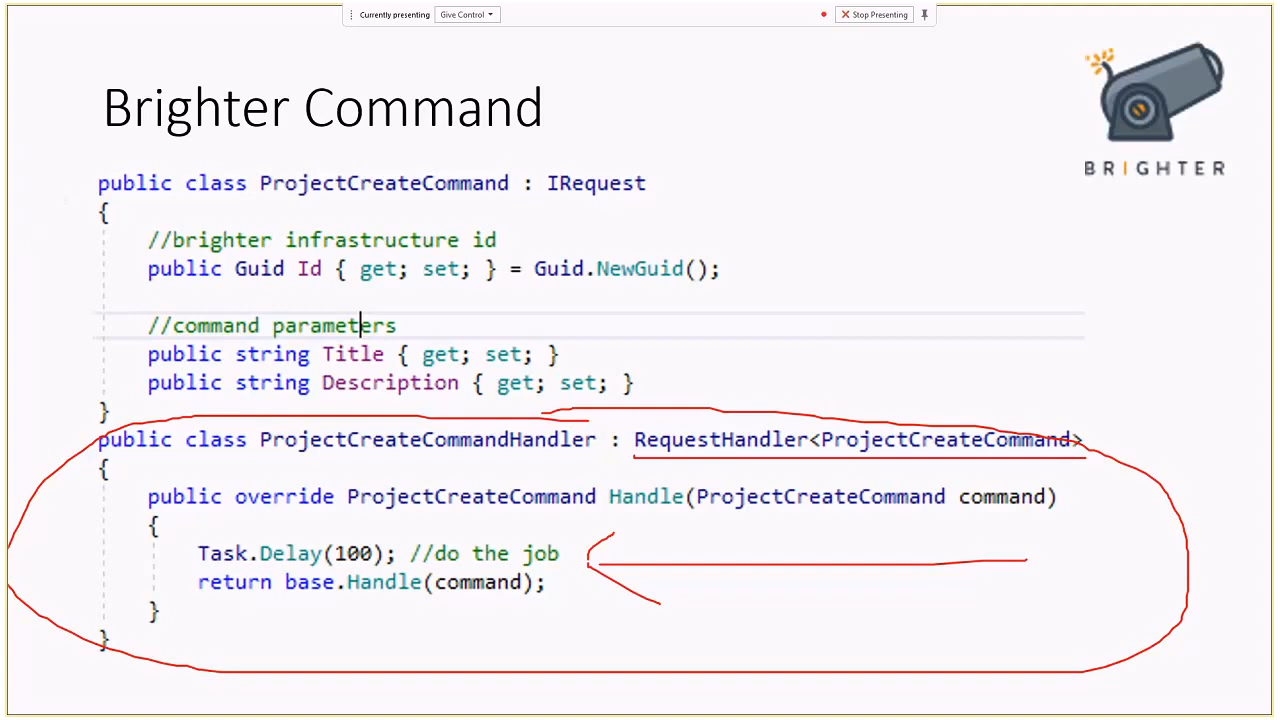 Currently presenting Give Control Stop Presenting
Brighter Command
BRIGHTER
public class ProjectCreateCommand : IRequest
{
//brighter infrastructure id
public Guid Id { get; set; } = Guid.NewGuid();
//command parameters
public string Title { get; set; }
public string Description { get; set; }
}
public class ProjectCreateCommandHandler : RequestHandler<ProjectCreateCommand>
{
public override ProjectCreateCommand Handle(ProjectCreateCommand command)
{
Task.Delay(100); //do the job
return base.Handle(command);
}
}